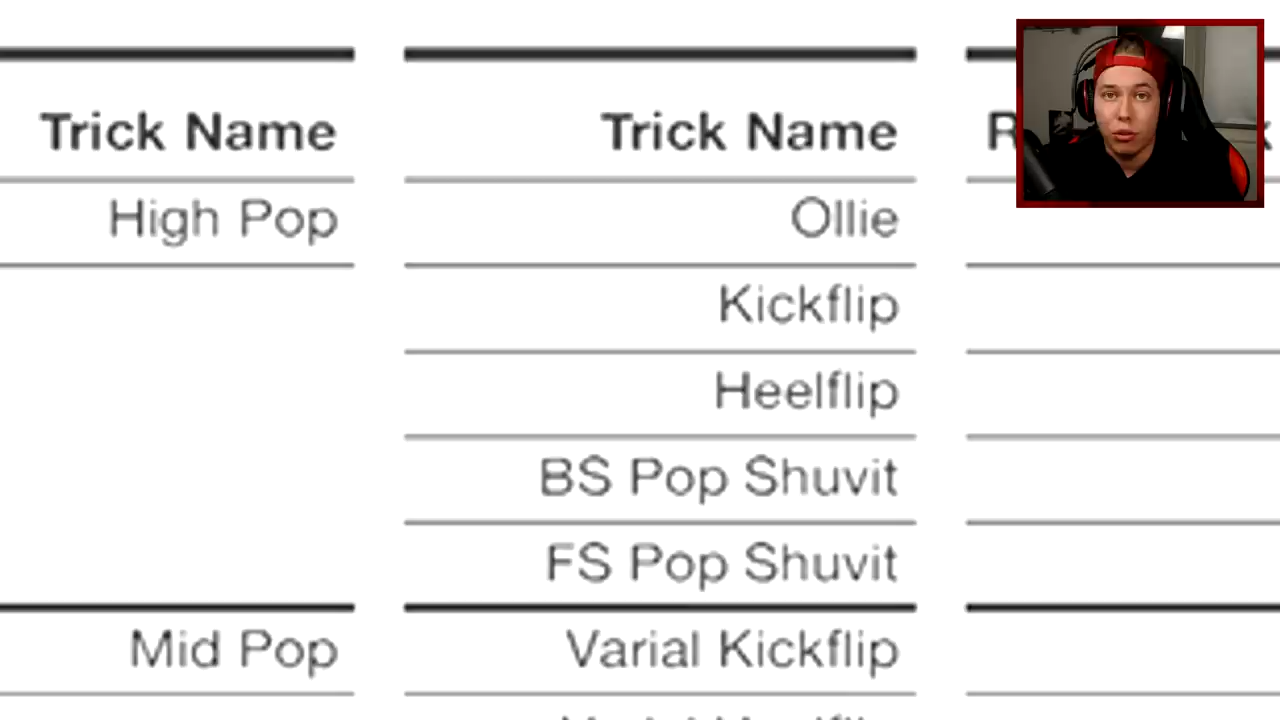 Trick Name Trick Name R
High Pop Ollie
Kickflip
Heelflip
BS Pop Shuvit
FS Pop Shuvit
Mid Pop Varial Kickflip